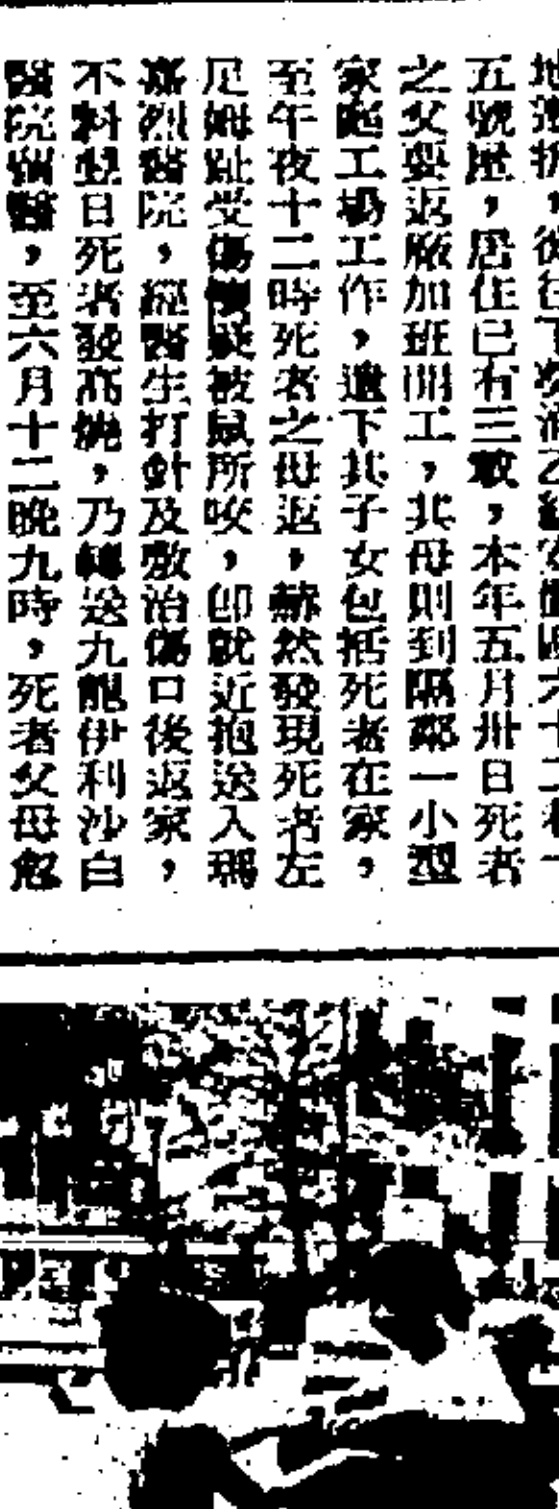 五號歷，居住已有三載，本年五月卅日死者
之父要返廠加班開工，其母則到隔鄰一小型
家庭工場工作，遺下其子女包括死者在家，
至午夜十二時死者之母返，赫然發現死者左
足姆趾受傷懷疑被鼠所咬，卽就近抱送入瑪
嘉烈醫院，經醫生打針及敷治傷口後返家，
不料翌日死者發高燒，乃轉送九龍伊利沙白
醫院留醫，至六月十二晚九時，死者父母忽